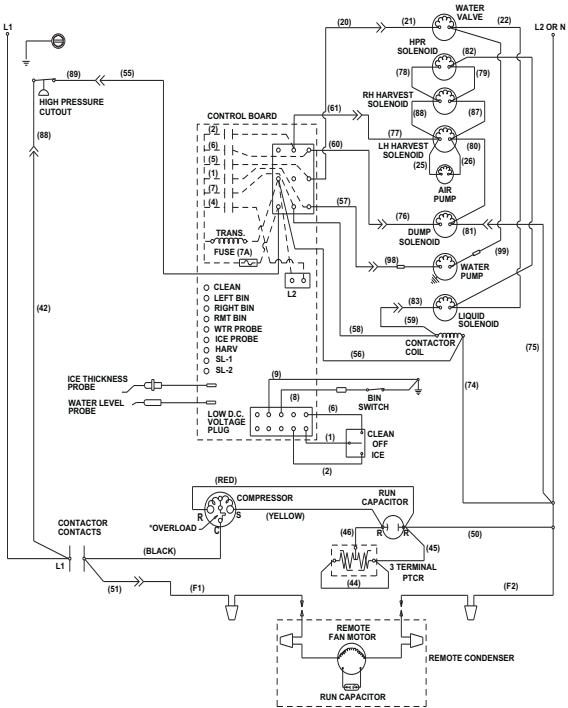 L1
(20)
(21)
WATER
VALVE
(22)
L2 OR N
HPR
SOLENOID
(82)
(89)
(55)
(78)
(79)
HIGH PRESSURE
CUTOUT
RH HARVEST
SOLENOID
CONTROL BOARD
(61)
(88)
(87)
(88)
(2)
(77)
(6)
(60)
LH HARVEST
SOLENOID
(80)
(5)
(25)
(26)
(1)
AIR
PUMP
(7)
(57)
(4)
(76)
DUMP
SOLENOID
(81)
TRANS.
FUSE (7A)
(98)
(99)
WATER
PUMP
CLEAN
LEFT BIN
RIGHT BIN
RMT BIN
WTR PROBE
ICE PROBE
HARV
SL-1
SL-2
L2
(42)
(83)
(59)
LIQUID
SOLENOID
(58)
CONTACTOR
COIL
(56)
(75)
(74)
ICE THICKNESS
PROBE
(9)
WATER LEVEL
PROBE
(8)
BIN
SWITCH
LOW D.C.
VOLTAGE
PLUG
(6)
(1)
CLEAN
OFF
ICE
(2)
(RED)
COMPRESSOR
RUN
CAPACITOR
R
S
*OVERLOAD
C
(YELLOW)
R
R
CONTACTOR
CONTACTS
(46)
(45)
(50)
(BLACK)
L1
3 TERMINAL
PTCR
(44)
(51)
(F1)
(F2)
REMOTE
FAN MOTOR
REMOTE CONDENSER
RUN CAPACITOR